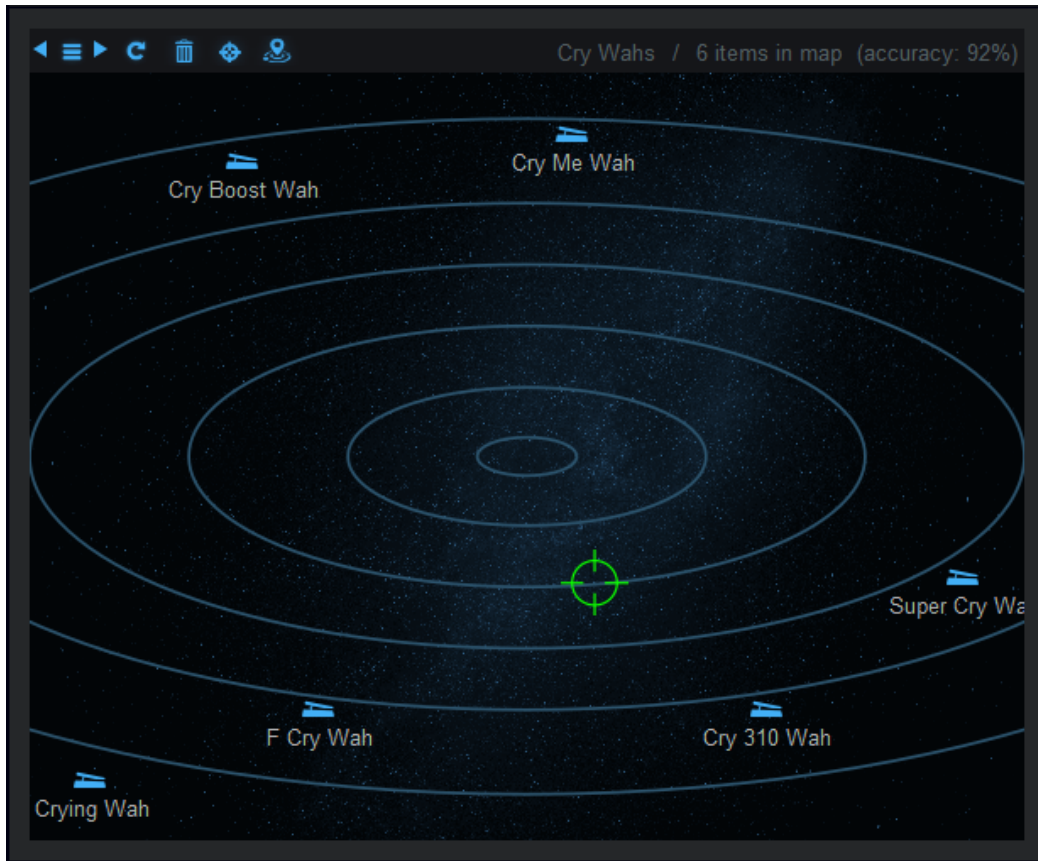 Cry Wahs / 6 items in map (accuracy: 92%)
Cry Me Wah
Cry Boost Wah
Super Cry Wa
F Cry Wah
Cry 310 Wah
Crying Wah